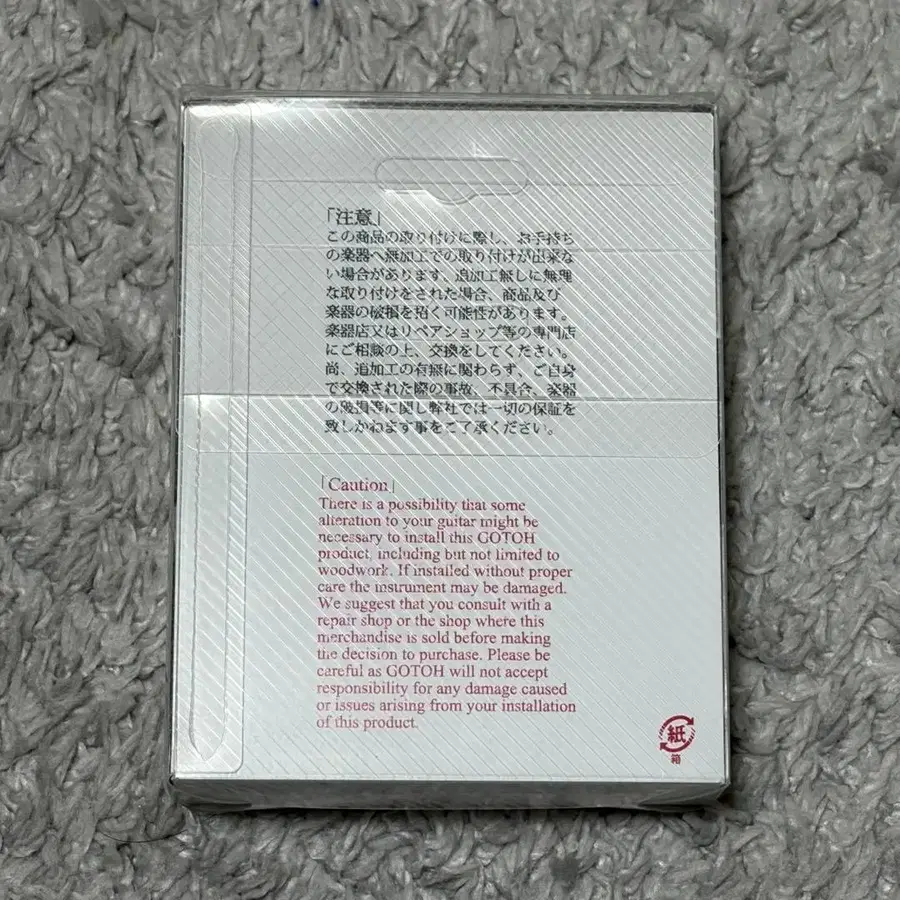 「注意」
この商品の取り付けに際し、お手持ち
の楽器へ無加工での取り付けが出来な
い場合があります。追加工無しに無理
な取り付けをされた場合、商品及び
楽器の破損を招く可能性があります。
楽器店又はリペアショップ等の専門店
にご相談の上、交換をしてください。
尚、追加工の有無に関わらず、ご自身
で交換された際の事故、不具合、楽器
の破損等に関し弊社では一切の保証を
致しかねます事をご了承ください。
「Caution」
There is a possibility that some
alteration to your guitar might be
necessary to install this GOTOH
product, including but not limited to
woodwork. If installed without proper
care the instrument may be damaged.
We suggest that you consult with a
repair shop or the shop where this
merchandise is sold before making
the decision to purchase. Please be
careful as GOTOH will not accept
responsibility for any damage caused
or issues arising from your installation
of this product.
紙
箱